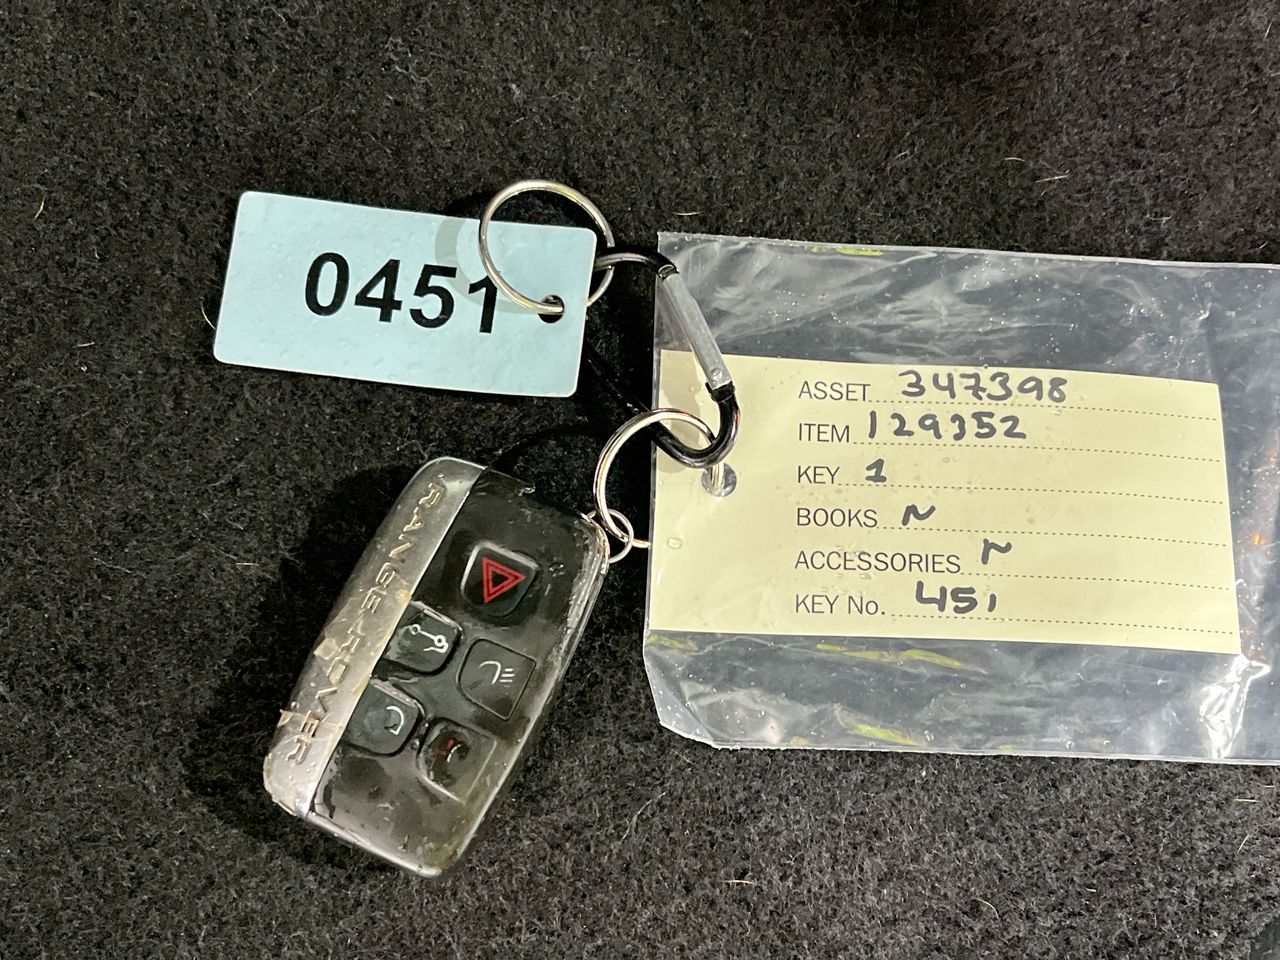 0451
ASSET 347398
ITEM 129352
KEY 1
BOOKS N
ACCESSORIES N
KEY No. 451
RANGE ROVER